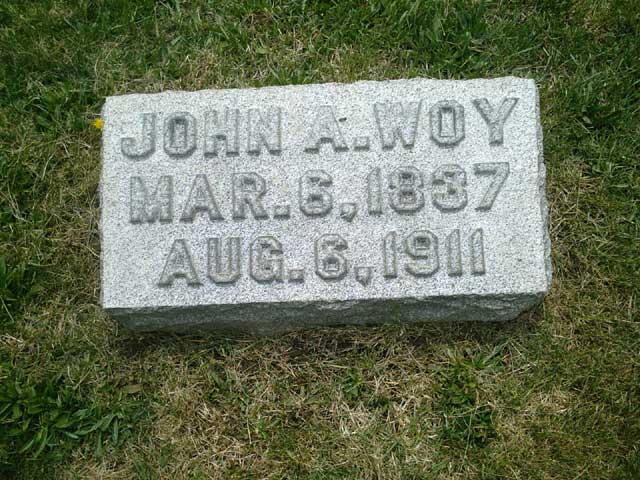 JOHN A. WOY
MAR. 6, 1837
AUG. 6, 1911